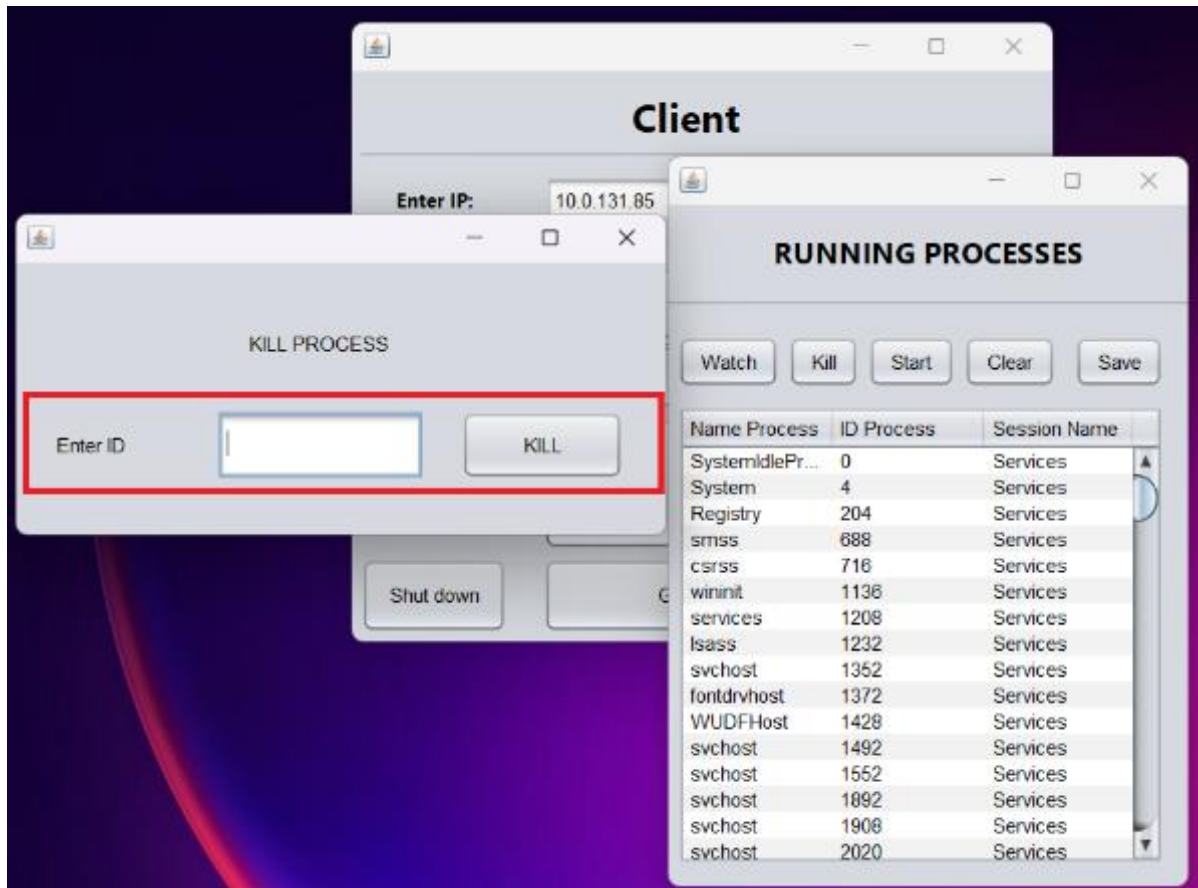 Client
Enter IP: 10.0.131.85
KILL PROCESS
Enter ID KILL
Shut down G
RUNNING PROCESSES
Watch Kill Start Clear Save
Name Process ID Process Session Name
SystemIdlePr... 0 Services
System 4 Services
Registry 204 Services
smss 688 Services
csrss 716 Services
wininit 1136 Services
services 1208 Services
lsass 1232 Services
svchost 1352 Services
fontdrvhost 1372 Services
WUDFHost 1428 Services
svchost 1492 Services
svchost 1552 Services
svchost 1892 Services
svchost 1908 Services
svchost 2020 Services